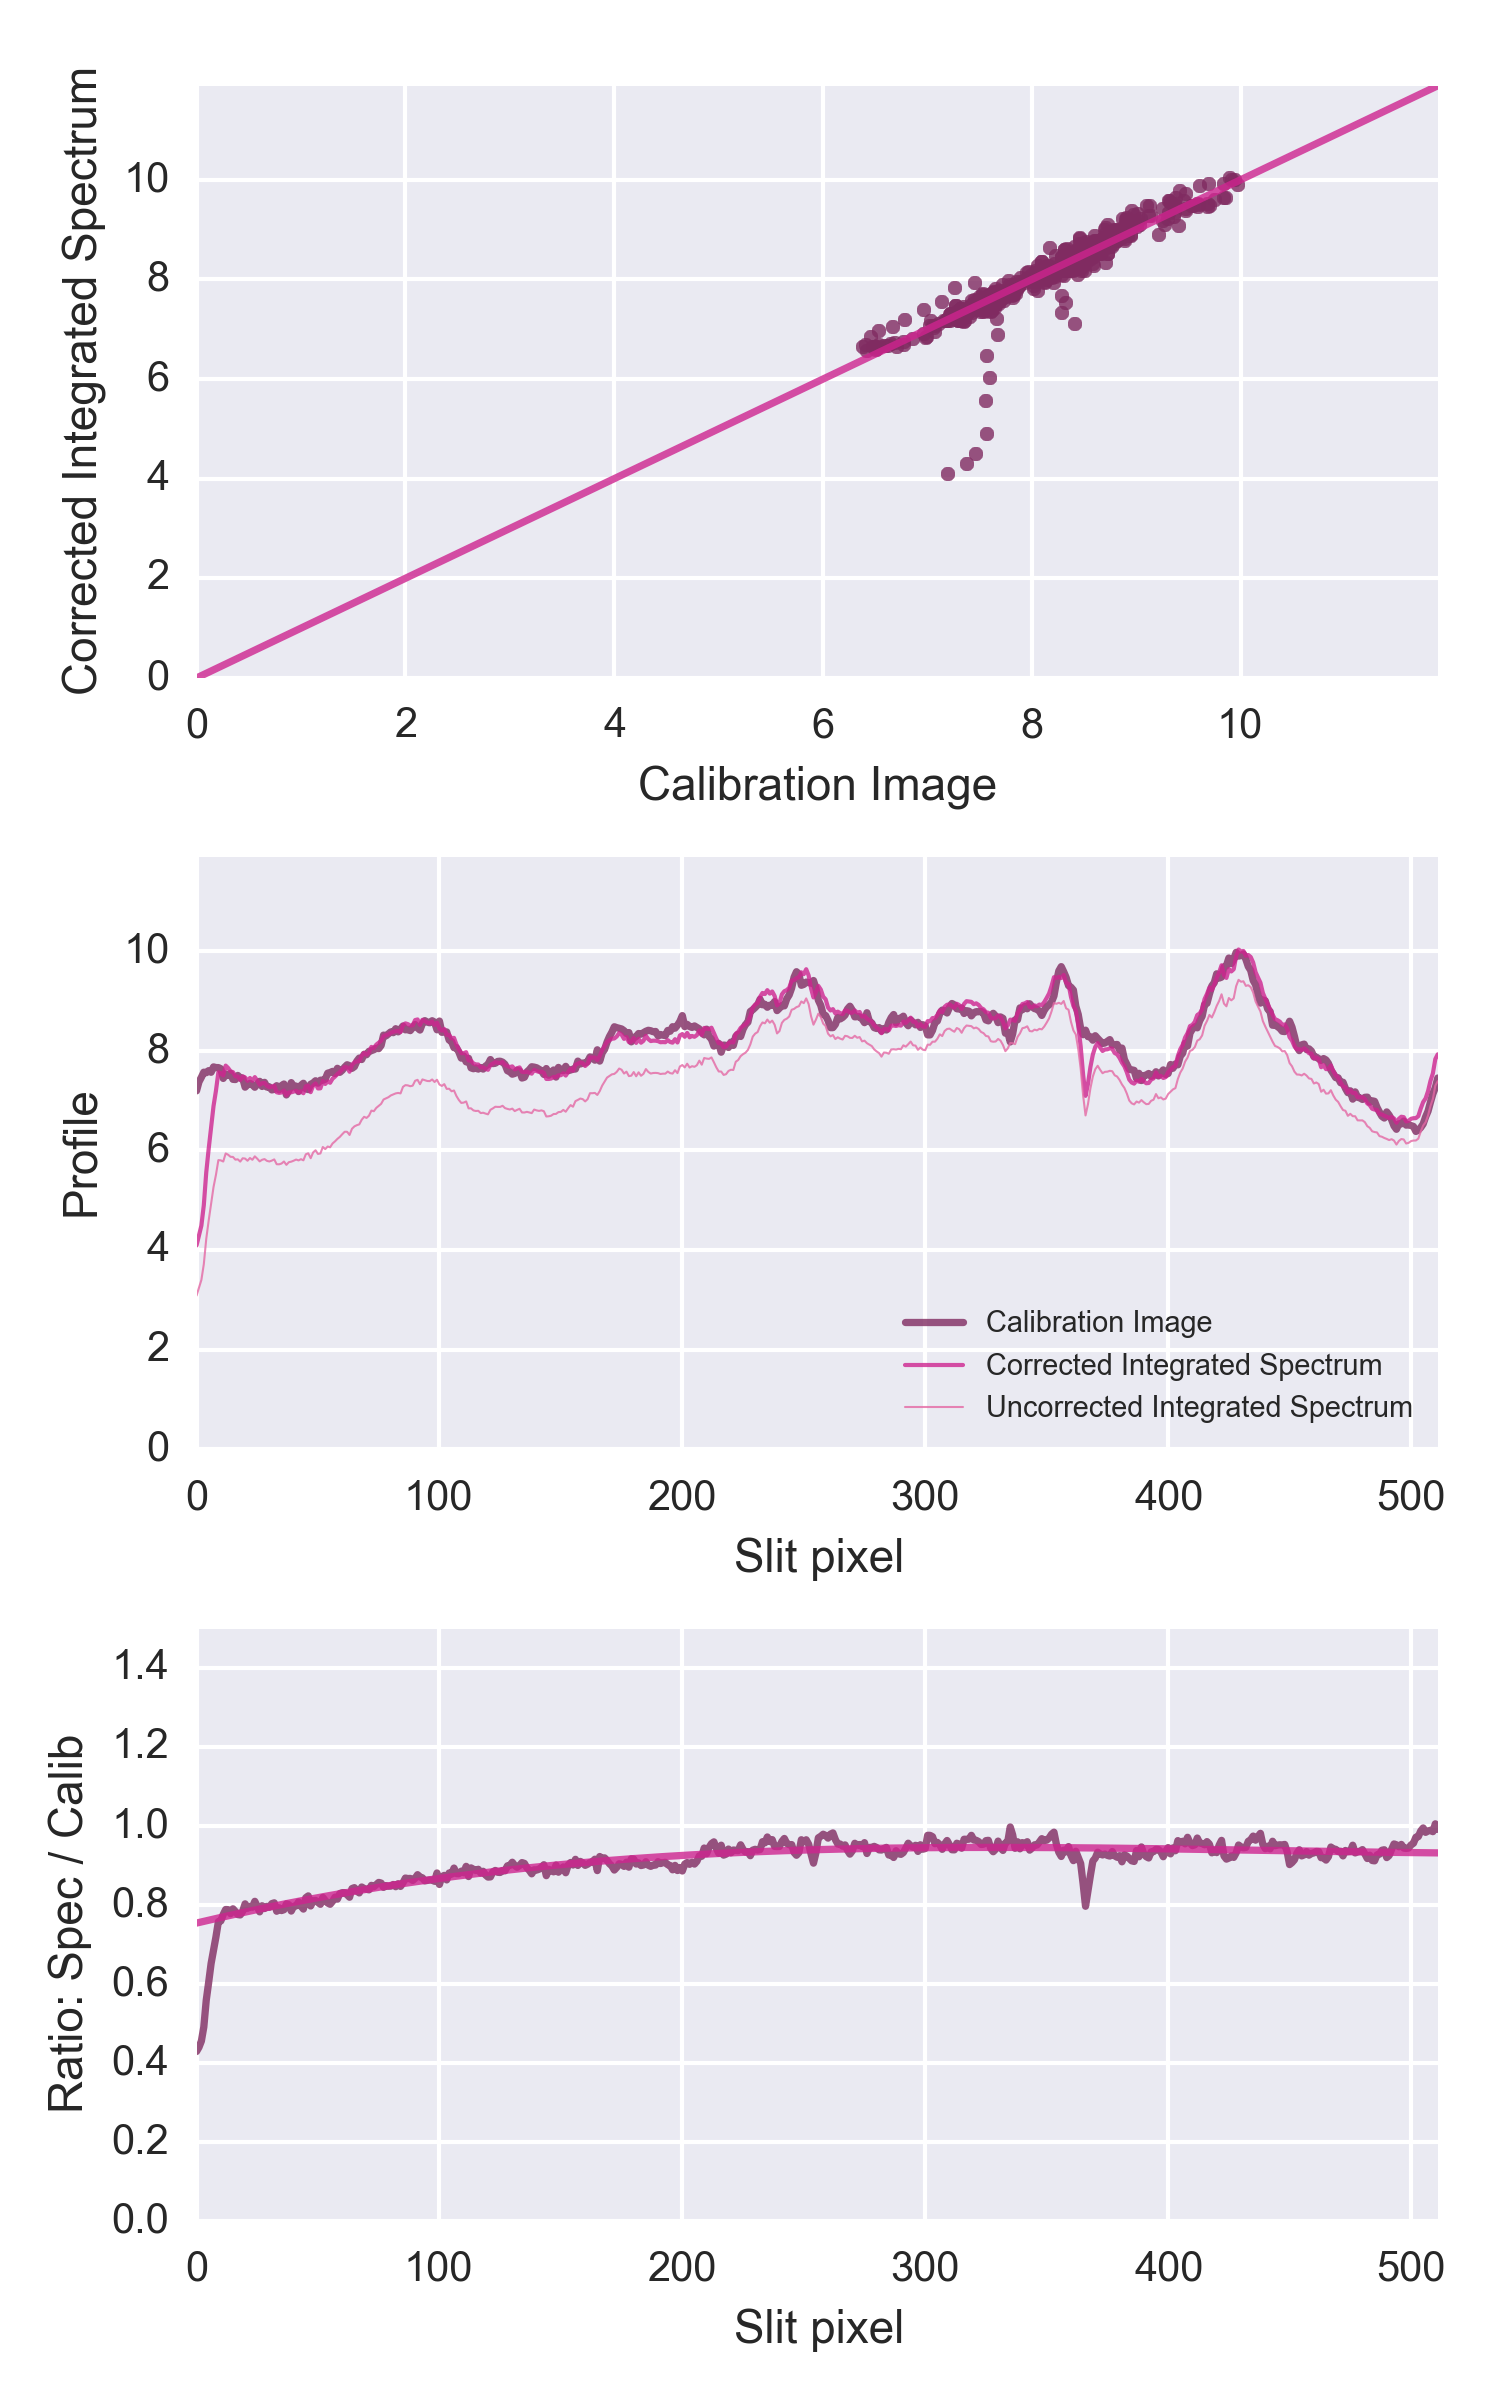 Corrected Integrated Spectrum
10
8
6
4
2
0
0 2 4 6 8 10
Calibration Image
Profile
10
8
6
4
2
0
Calibration Image
Corrected Integrated Spectrum
Uncorrected Integrated Spectrum
0 100 200 300 400 500
Slit pixel
Ratio: Spec / Calib
1.4
1.2
1.0
0.8
0.6
0.4
0.2
0.0
0 100 200 300 400 500
Slit pixel